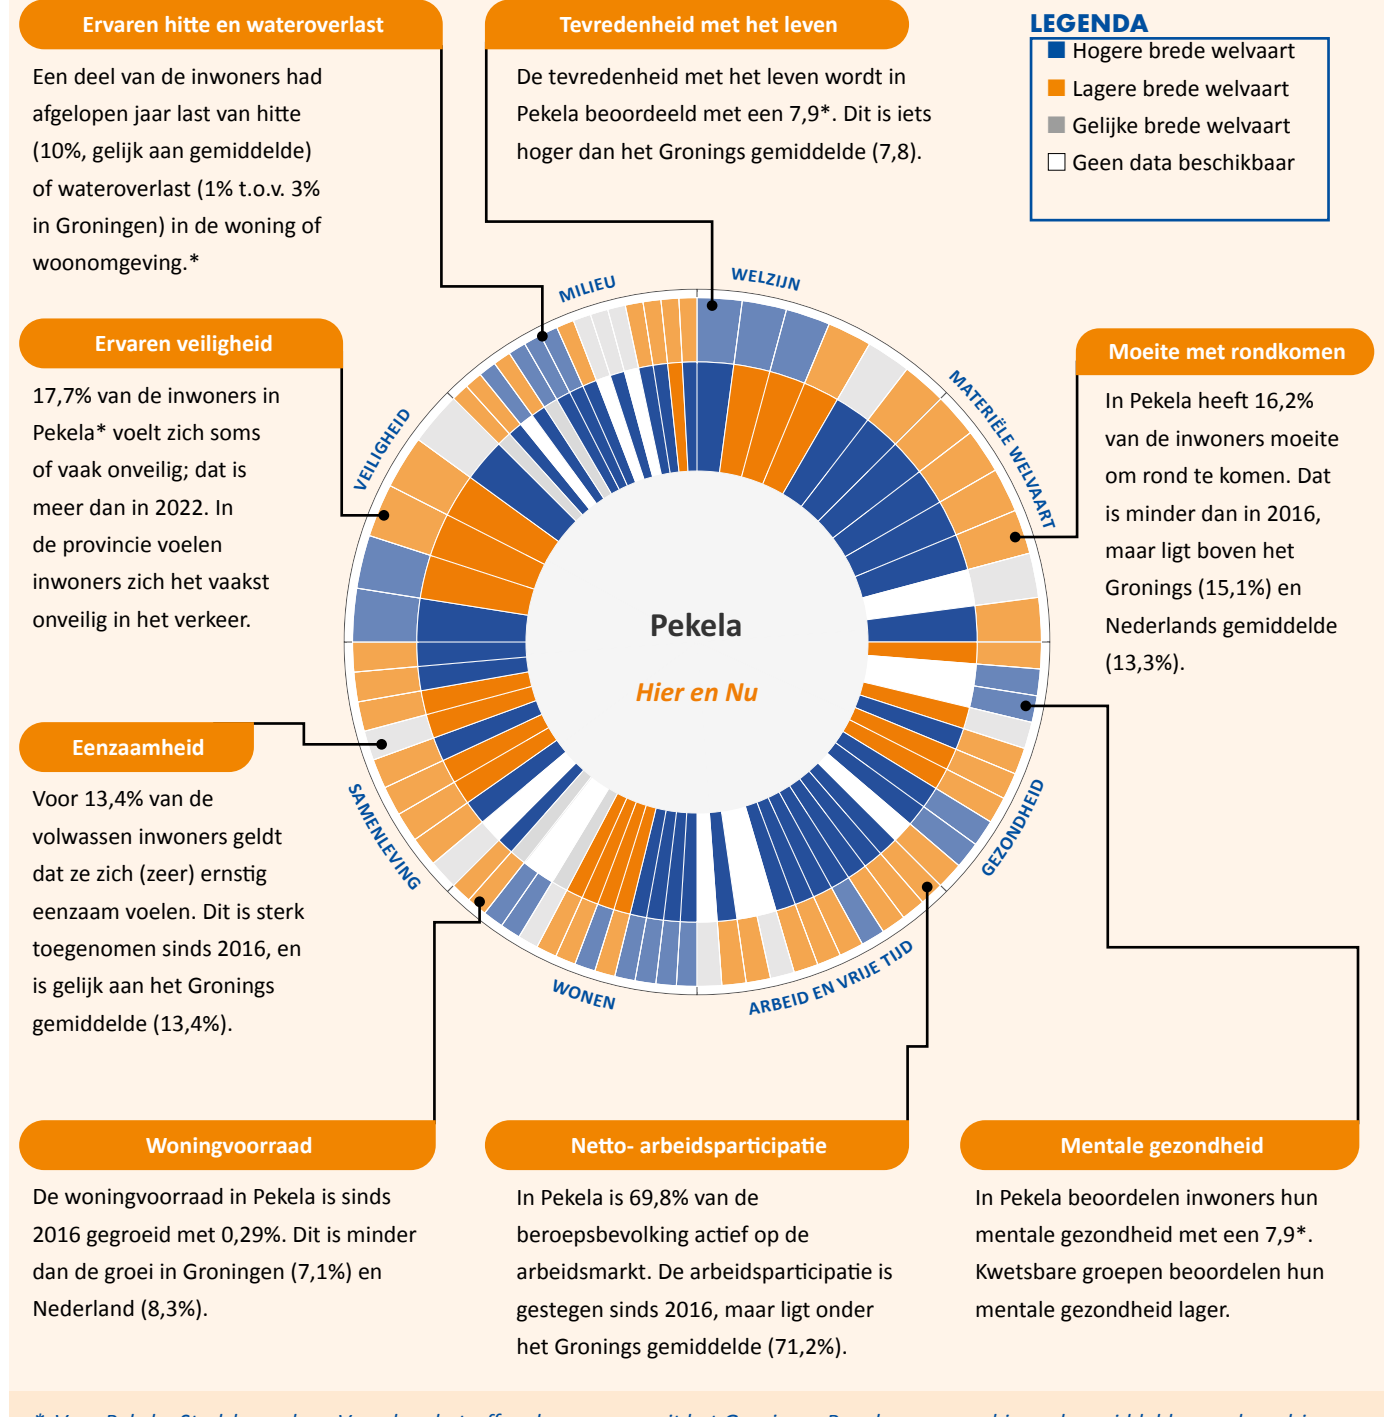 Ervaren hitte en wateroverlast
Een deel van de inwoners had
afgelopen jaar last van hitte
(10%, gelijk aan gemiddelde)
of wateroverlast (1% t.o.v. 3%
in Groningen) in de woning of
woonomgeving.*
Tevredenheid met het leven
De tevredenheid met het leven wordt in
Pekela beoordeeld met een 7,9*. Dit is iets
hoger dan het Gronings gemiddelde (7,8).
LEGENDA
Hogere brede welvaart
Lagere brede welvaart
Gelijke brede welvaart
Geen data beschikbaar
Ervaren veiligheid
17,7% van de inwoners in
Pekela* voelt zich soms
of vaak onveilig; dat is
meer dan in 2022. In
de provincie voelen
inwoners zich het vaakst
onveilig in het verkeer.
MILIEU
WELZIJN
MATERIËLE WELVAART
GEZONDHEID
ARBEID EN VRIJE TIJD
WONEN
SAMENLEVING
VEILIGHEID
Pekela
Hier en Nu
Moeite met rondkomen
In Pekela heeft 16,2%
van de inwoners moeite
om rond te komen. Dat
is minder dan in 2016,
maar ligt boven het
Gronings (15,1%) en
Nederlands gemiddelde
(13,3%).
Eenzaamheid
Voor 13,4% van de
volwassen inwoners geldt
dat ze zich (zeer) ernstig
eenzaam voelen. Dit is sterk
toegenomen sinds 2016, en
is gelijk aan het Gronings
gemiddelde (13,4%).
Woningvoorraad
De woningvoorraad in Pekela is sinds
2016 gegroeid met 0,29%. Dit is minder
dan de groei in Groningen (7,1%) en
Nederland (8,3%).
Netto- arbeidsparticipatie
In Pekela is 69,8% van de
beroepsbevolking actief op de
arbeidsmarkt. De arbeidsparticipatie is
gestegen sinds 2016, maar ligt onder
het Gronings gemiddelde (71,2%).
Mentale gezondheid
In Pekela beoordelen inwoners hun
mentale gezondheid met een 7,9*.
Kwetsbare groepen beoordelen hun
mentale gezondheid lager.